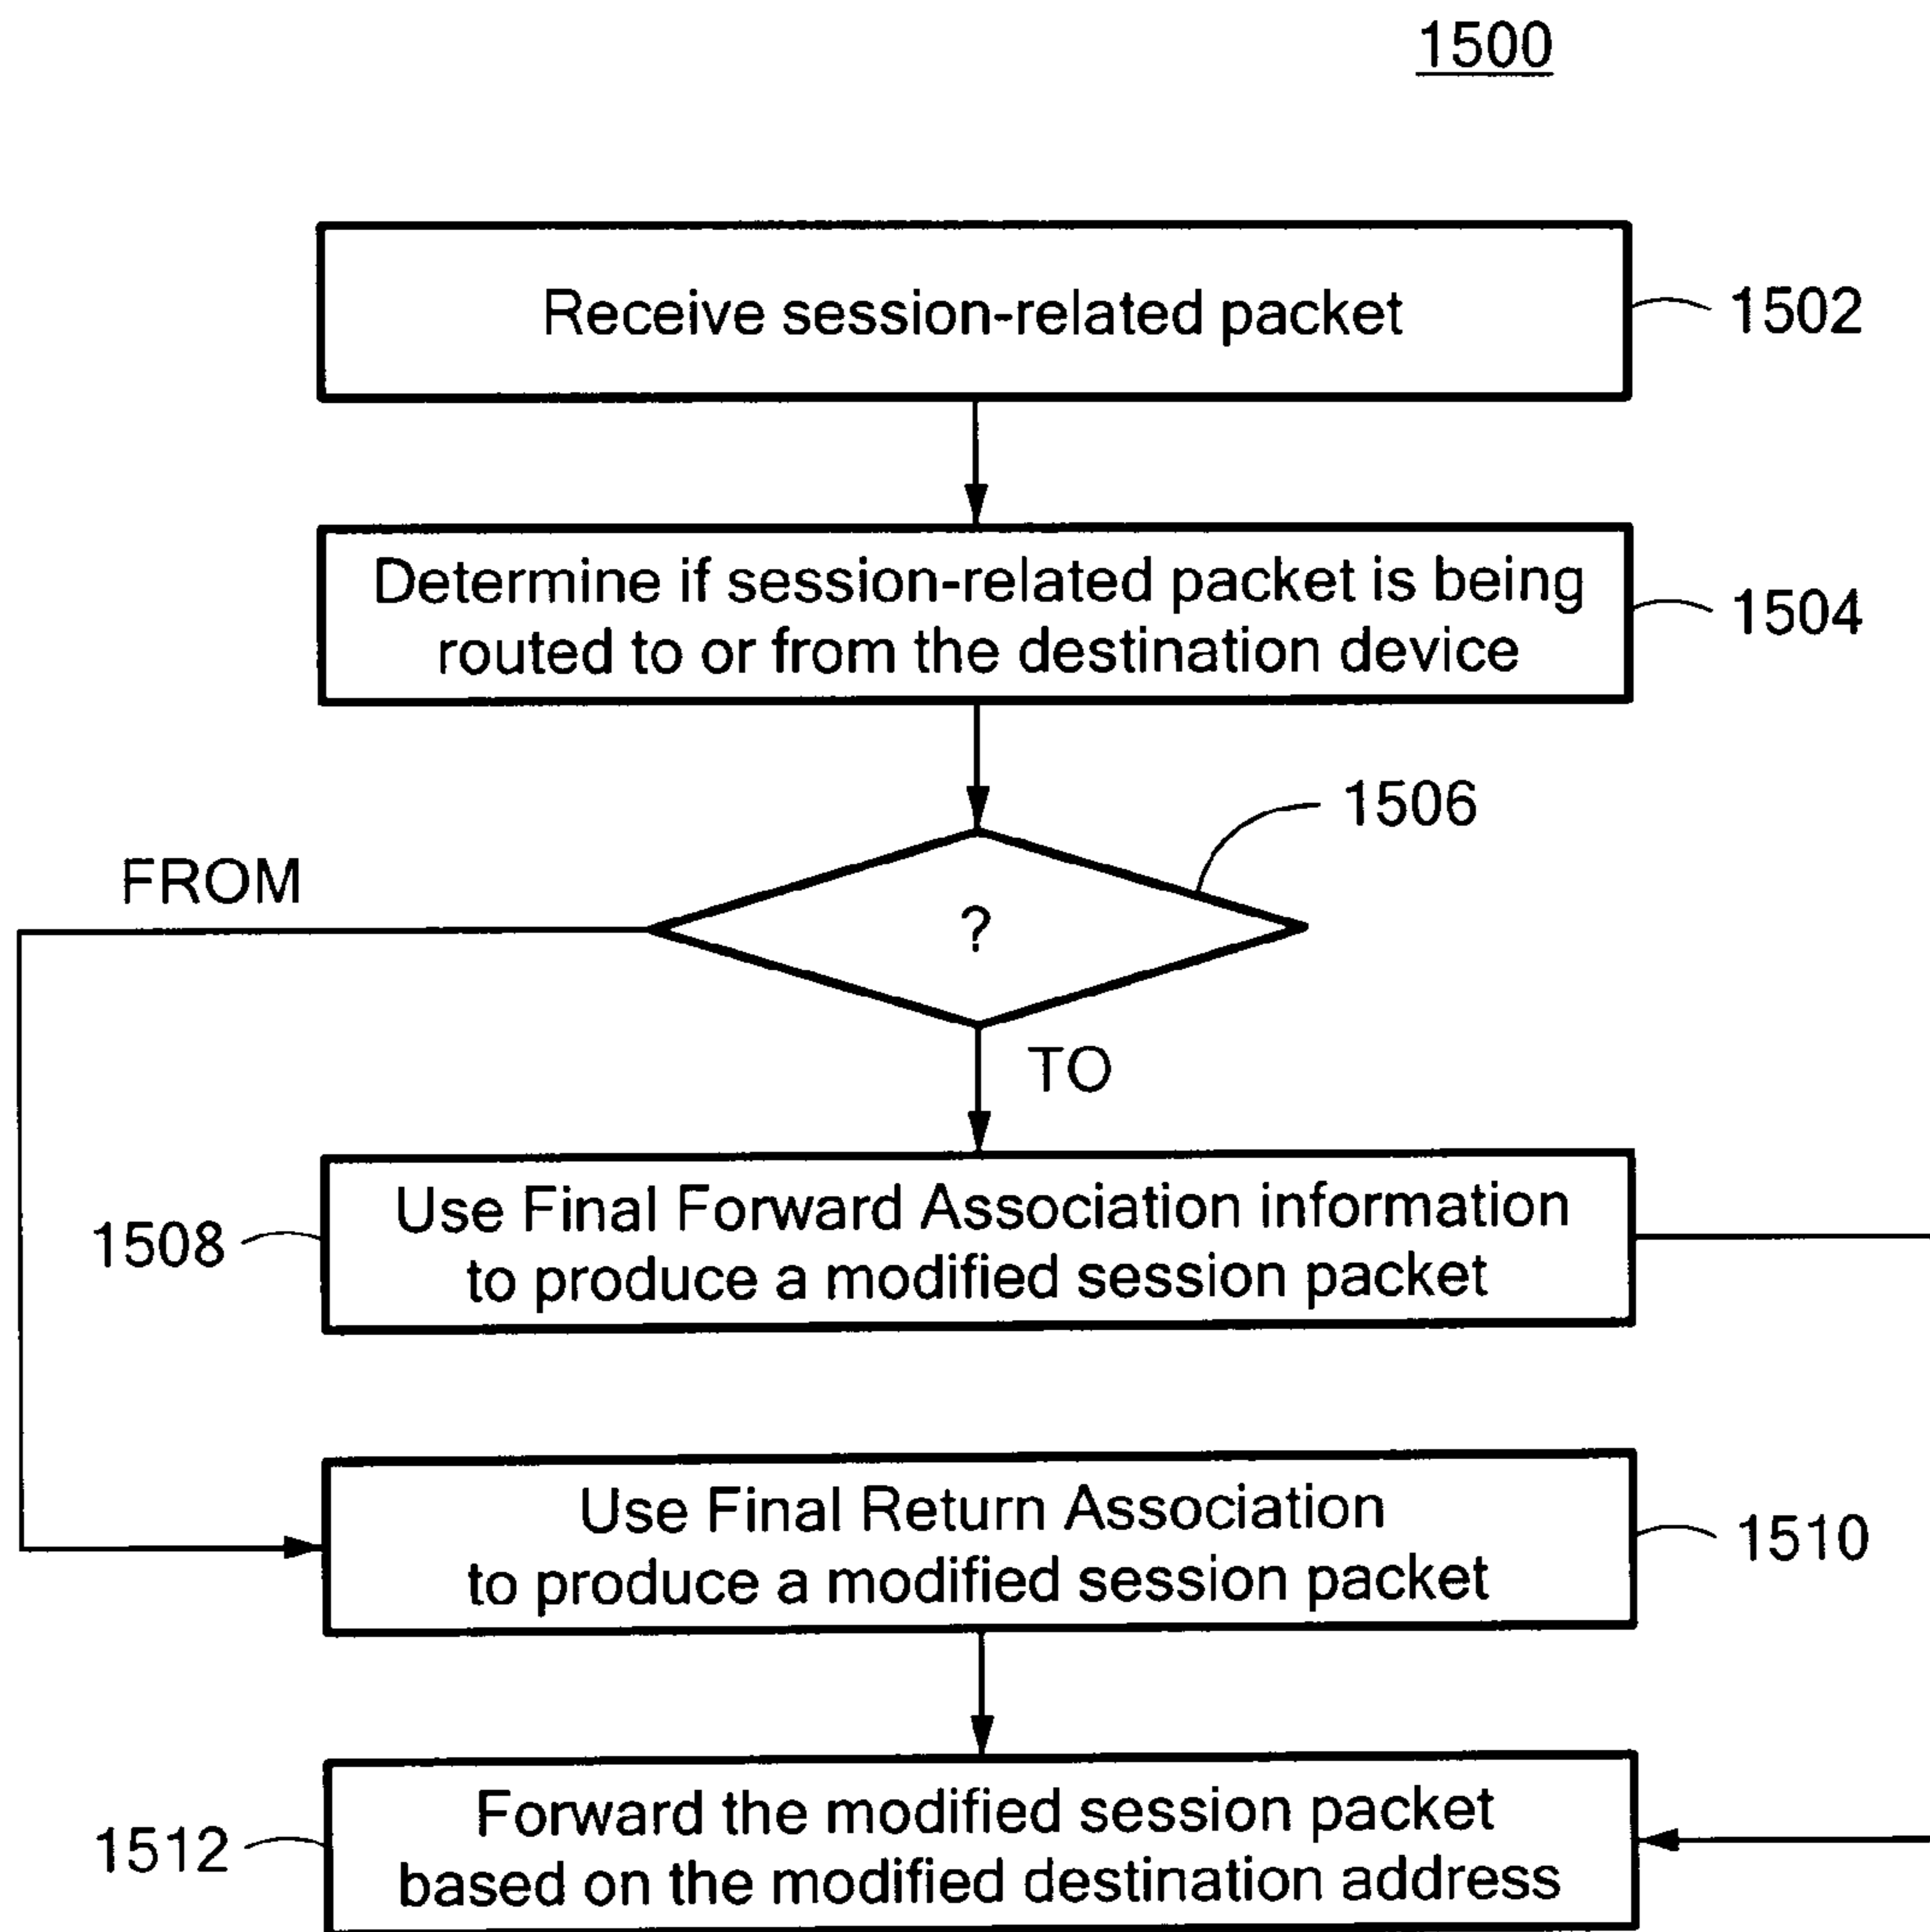 1500
Receive session-related packet
1502
Determine if session-related packet is being
routed to or from the destination device
1504
1506
FROM
?
TO
Use Final Forward Association information
to produce a modified session packet
1508
Use Final Return Association
to produce a modified session packet
1510
Forward the modified session packet
based on the modified destination address
1512